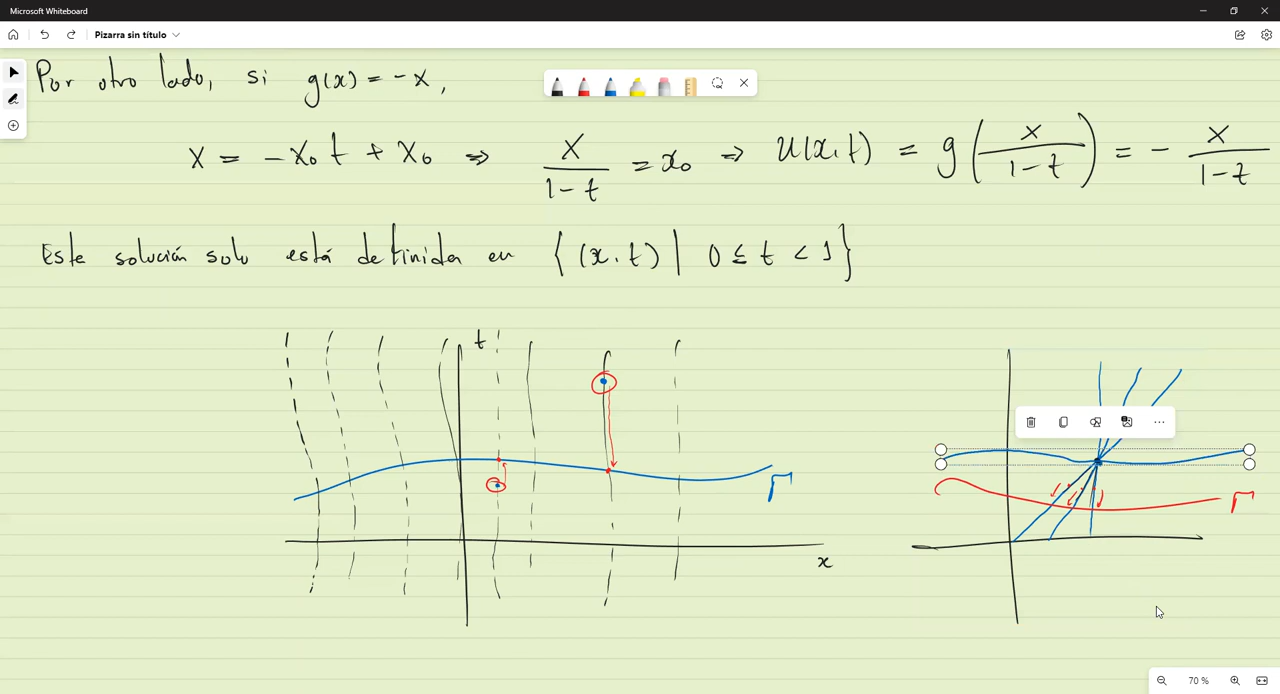 Microsoft Whiteboard
Pizarra sin título
Por otro lado, si g(x) = -x,
x = -x₀t + x₀ ⇒ x/(1-t) = x₀ ⇒ u(x,t) = g(x/(1-t)) = - x/(1-t)
Este solución solo está definida en {(x,t) | 0 ≤ t < 1}
t
Γ
Γ
x
70 %